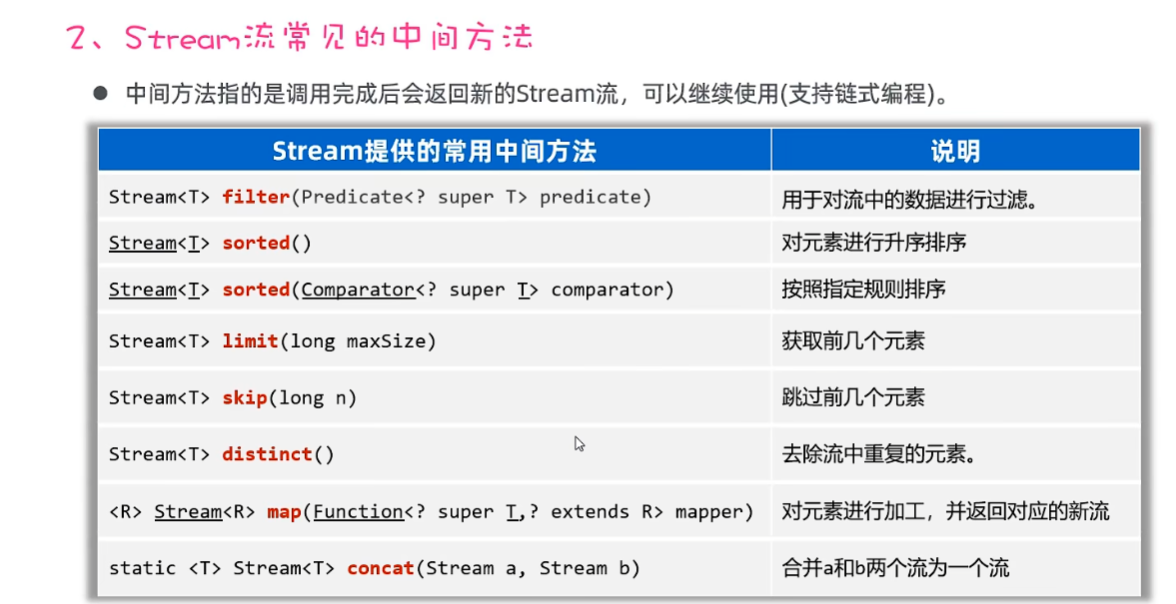 2、Stream流常见的中间方法
● 中间方法指的是调用完成后会返回新的Stream流，可以继续使用(支持链式编程)。
Stream提供的常用中间方法 说明
Stream<T> filter(Predicate<? super T> predicate) 用于对流中的数据进行过滤。
Stream<T> sorted() 对元素进行升序排序
Stream<T> sorted(Comparator<? super T> comparator) 按照指定规则排序
Stream<T> limit(long maxSize) 获取前几个元素
Stream<T> skip(long n) 跳过前几个元素
Stream<T> distinct() 去除流中重复的元素。
<R> Stream<R> map(Function<? super T,? extends R> mapper) 对元素进行加工，并返回对应的新流
static <T> Stream<T> concat(Stream a, Stream b) 合并a和b两个流为一个流